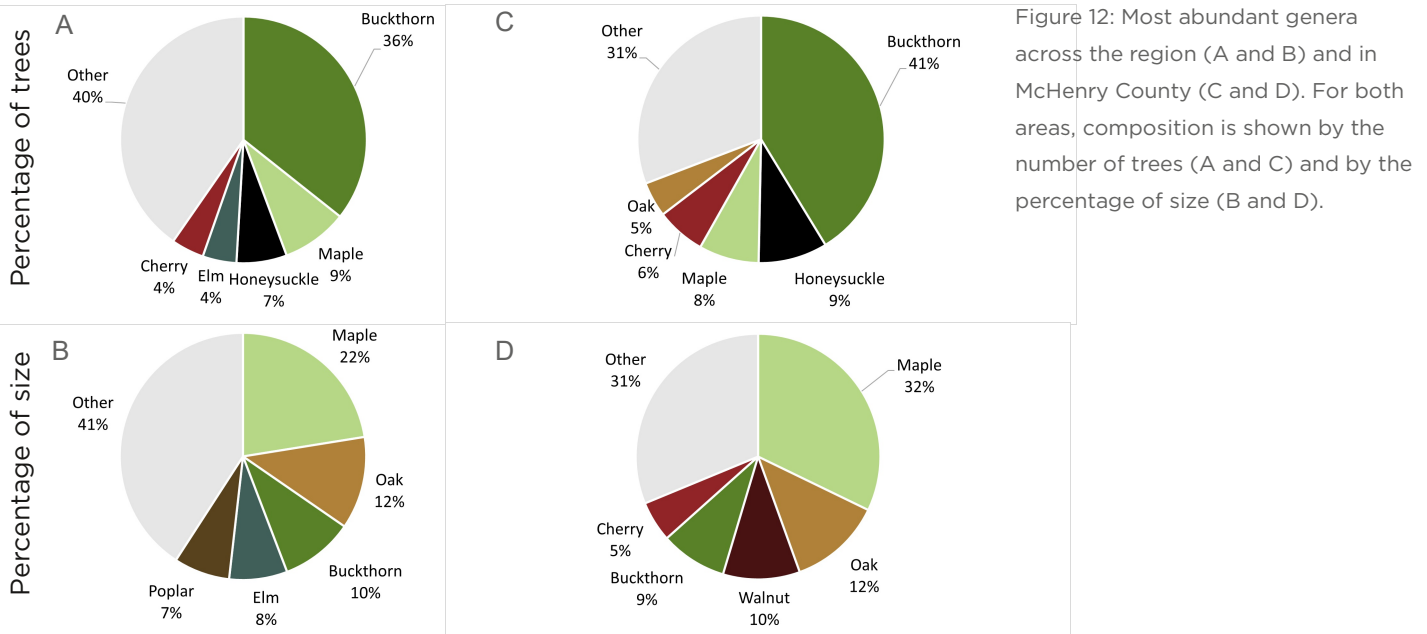 Percentage of trees
A
Buckthorn
36%
Other
40%
Maple
9%
Honeysuckle
7%
Elm
4%
Cherry
4%
C
Other
31%
Buckthorn
41%
Oak
5%
Cherry
6%
Maple
8%
Honeysuckle
9%
Figure 12: Most abundant genera
across the region (A and B) and in
McHenry County (C and D). For both
areas, composition is shown by the
number of trees (A and C) and by the
percentage of size (B and D).
Percentage of size
B
Maple
22%
Other
41%
Oak
12%
Buckthorn
10%
Elm
8%
Poplar
7%
D
Other
31%
Maple
32%
Cherry
5%
Buckthorn
9%
Walnut
10%
Oak
12%